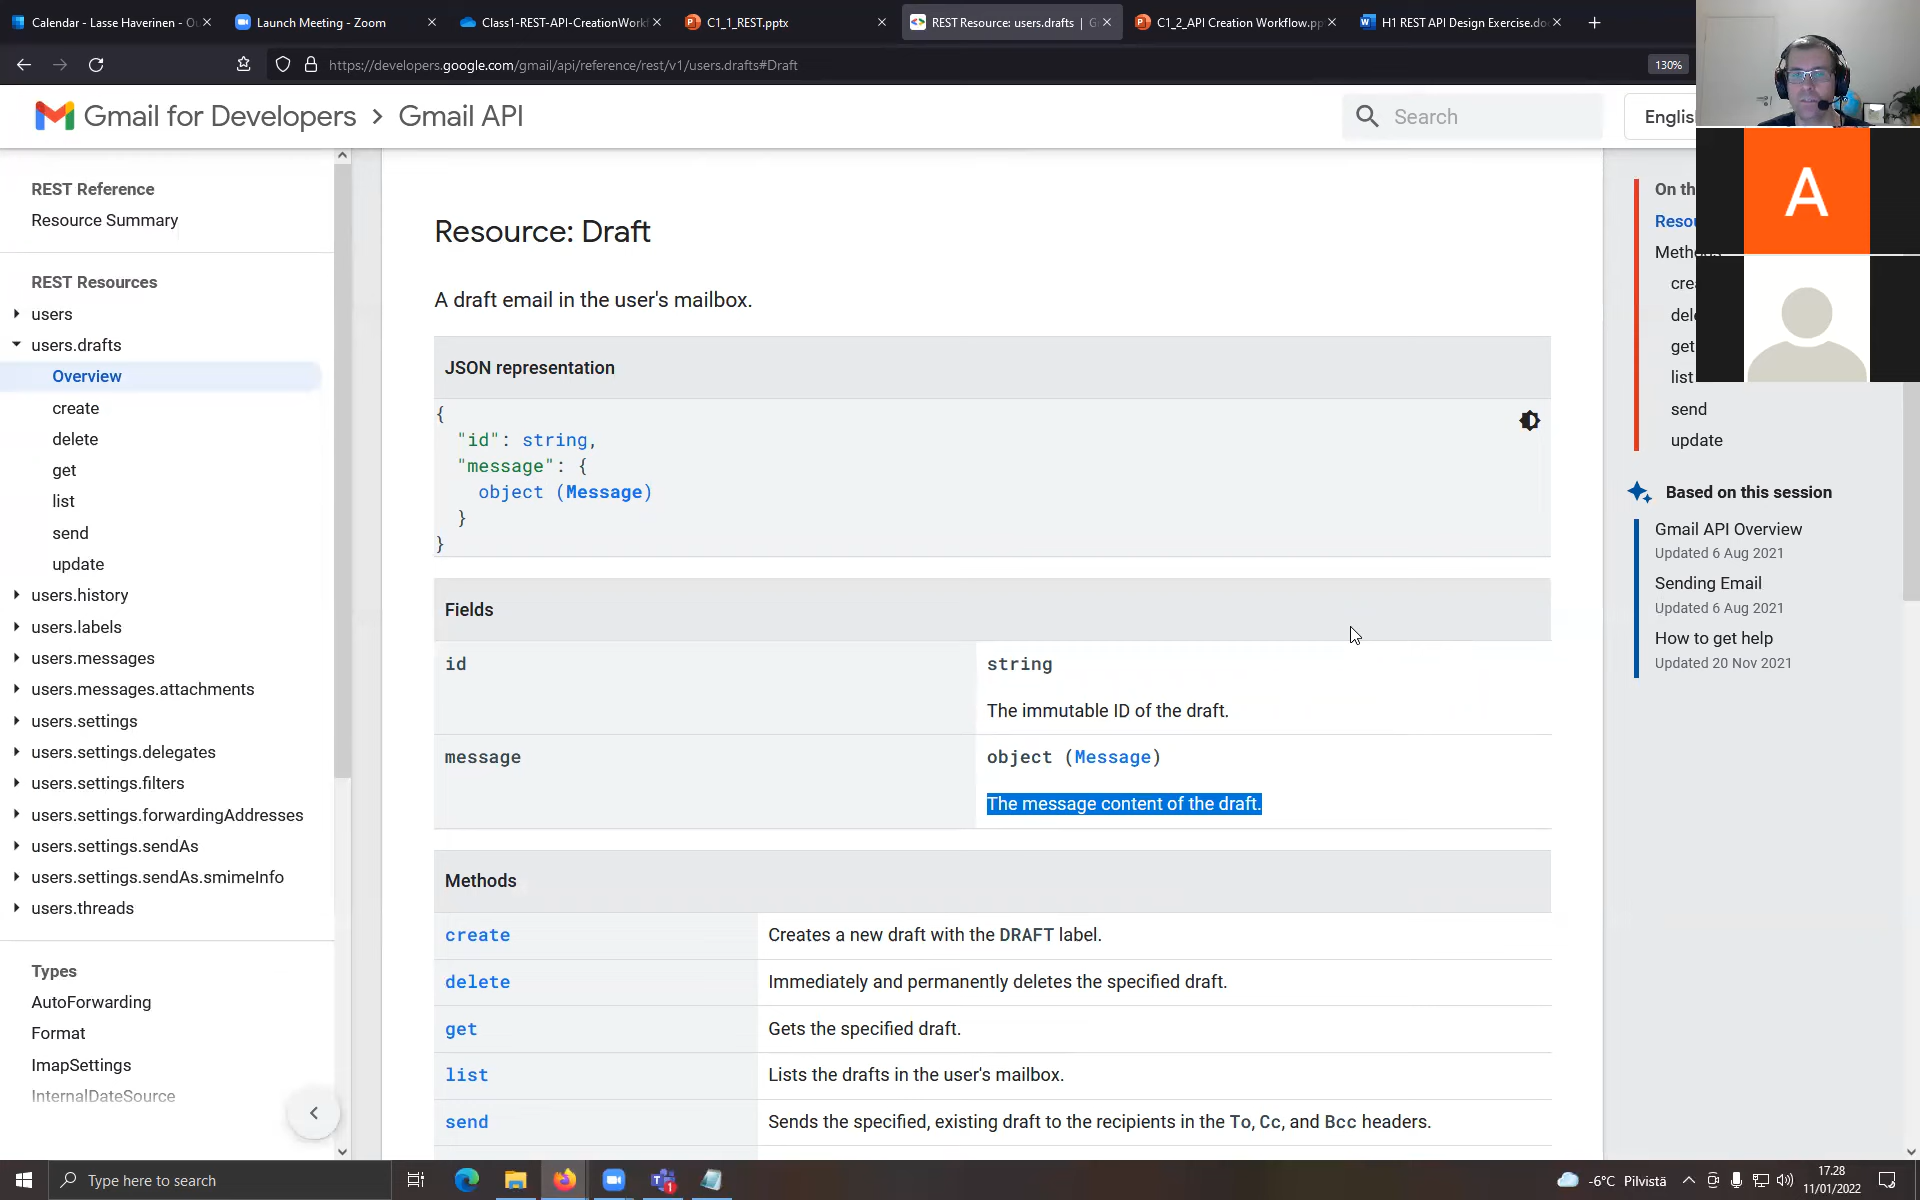 Calendar - Lasse Haverinen - Ou
Launch Meeting - Zoom
Class1-REST-API-CreationWorkf
C1_1_REST.pptx
REST Resource: users.drafts | G
C1_2_API Creation Workflow.pp
H1 REST API Design Exercise.do
https://developers.google.com/gmail/api/reference/rest/v1/users.drafts#Draft
130%
Gmail for Developers > Gmail API
Search
English
A
REST Reference
Resource Summary
REST Resources
users
users.drafts
Overview
create
delete
get
list
send
update
users.history
users.labels
users.messages
users.messages.attachments
users.settings
users.settings.delegates
users.settings.filters
users.settings.forwardingAddresses
users.settings.sendAs
users.settings.sendAs.smimeInfo
users.threads
Types
AutoForwarding
Format
ImapSettings
InternalDateSource
Resource: Draft
A draft email in the user's mailbox.
JSON representation
{
"id": string,
"message": {
object (Message)
}
}
Fields
id
string
The immutable ID of the draft.
message
object (Message)
The message content of the draft.
Methods
create
Creates a new draft with the DRAFT label.
delete
Immediately and permanently deletes the specified draft.
get
Gets the specified draft.
list
Lists the drafts in the user's mailbox.
send
Sends the specified, existing draft to the recipients in the To, Cc, and Bcc headers.
On th
Resou
Methods
crea
dele
get
list
send
update
Based on this session
Gmail API Overview
Updated 6 Aug 2021
Sending Email
Updated 6 Aug 2021
How to get help
Updated 20 Nov 2021
Type here to search
1
-6°C Pilvistä
17.28
11/01/2022